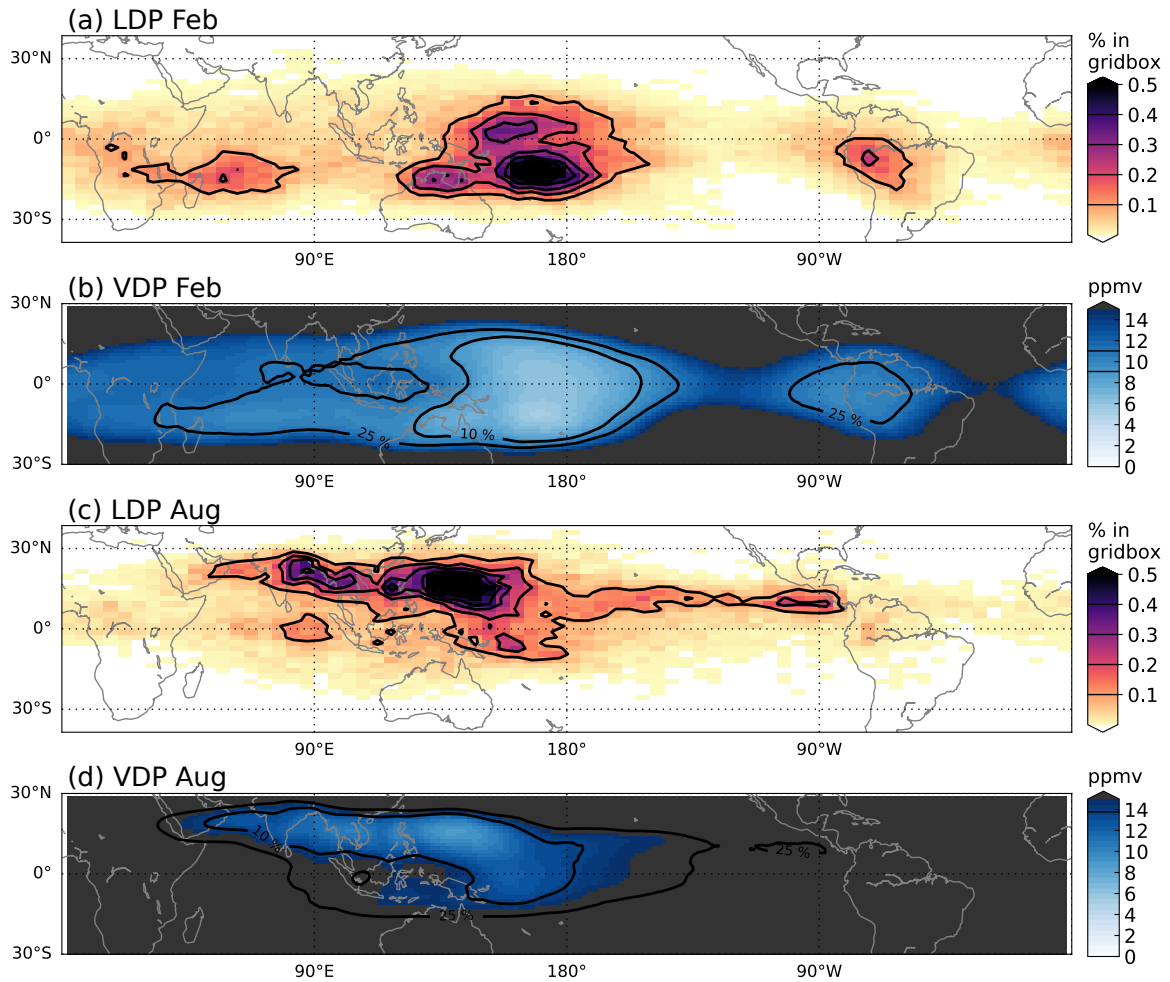 (a) LDP Feb
30°N
0°
30°S
90°E
180°
90°W
% in
gridbox
0.5
0.4
0.3
0.2
0.1
(b) VDP Feb
30°N
0°
30°S
90°E
180°
90°W
25 %
10 %
25 %
ppmv
14
12
10
8
6
4
2
0
(c) LDP Aug
30°N
0°
30°S
90°E
180°
90°W
% in
gridbox
0.5
0.4
0.3
0.2
0.1
(d) VDP Aug
30°N
0°
30°S
90°E
180°
90°W
10 %
25 %
25 %
ppmv
14
12
10
8
6
4
2
0